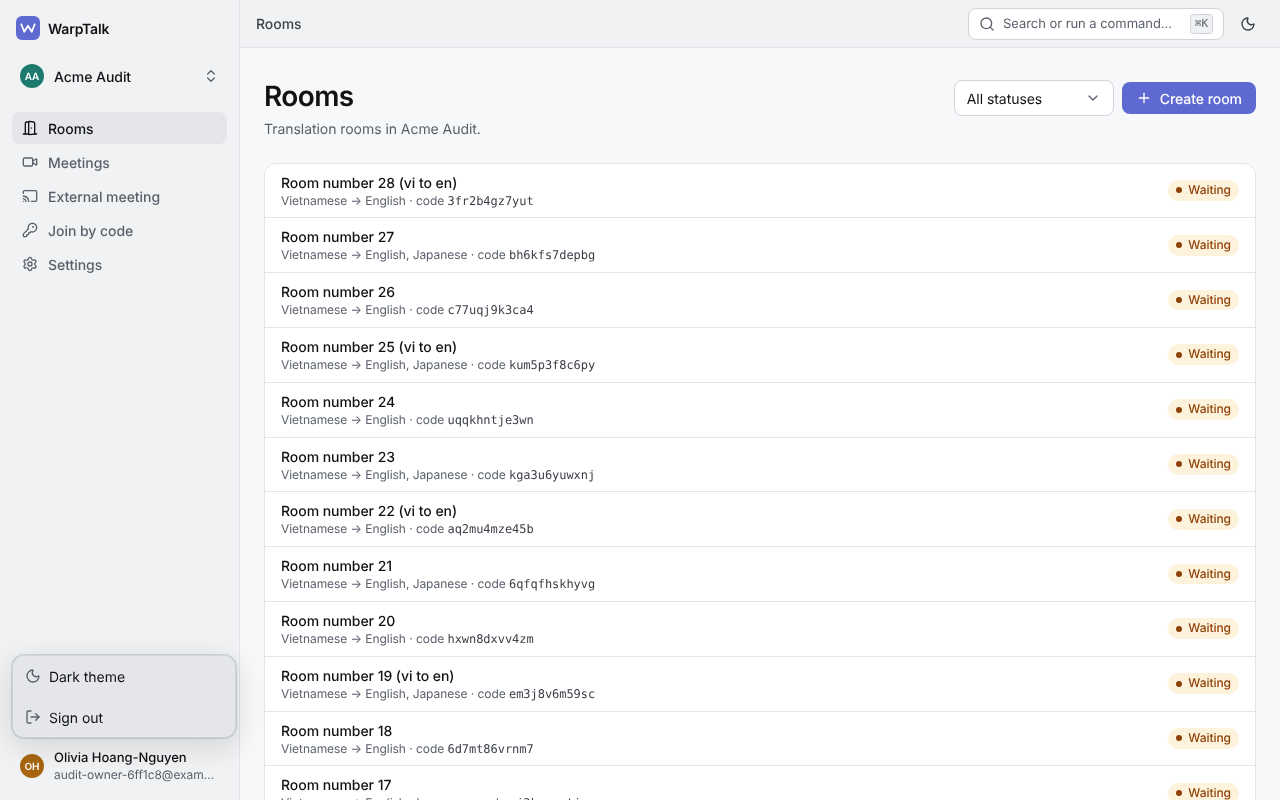 WarpTalk
Rooms
Search or run a command...
⌘K
AA
Acme Audit
Rooms
Meetings
External meeting
Join by code
Settings
Rooms
Translation rooms in Acme Audit.
All statuses
Create room
Room number 28 (vi to en)
Vietnamese → English · code 3fr2b4gz7yut
Waiting
Room number 27
Vietnamese → English, Japanese · code bh6kfs7depbg
Waiting
Room number 26
Vietnamese → English · code c77uqj9k3ca4
Waiting
Room number 25 (vi to en)
Vietnamese → English, Japanese · code kum5p3f8c6py
Waiting
Room number 24
Vietnamese → English · code uqqkhntje3wn
Waiting
Room number 23
Vietnamese → English, Japanese · code kga3u6yuwxnj
Waiting
Room number 22 (vi to en)
Vietnamese → English · code aq2mu4mze45b
Waiting
Room number 21
Vietnamese → English, Japanese · code 6qfqfhskhyvg
Waiting
Room number 20
Vietnamese → English · code hxwn8dxvv4zm
Waiting
Room number 19 (vi to en)
Vietnamese → English, Japanese · code em3j8v6m59sc
Waiting
Room number 18
Vietnamese → English · code 6d7mt86vrnm7
Waiting
Room number 17
Waiting
Dark theme
Sign out
OH
Olivia Hoang-Nguyen
audit-owner-6ff1c8@exam...